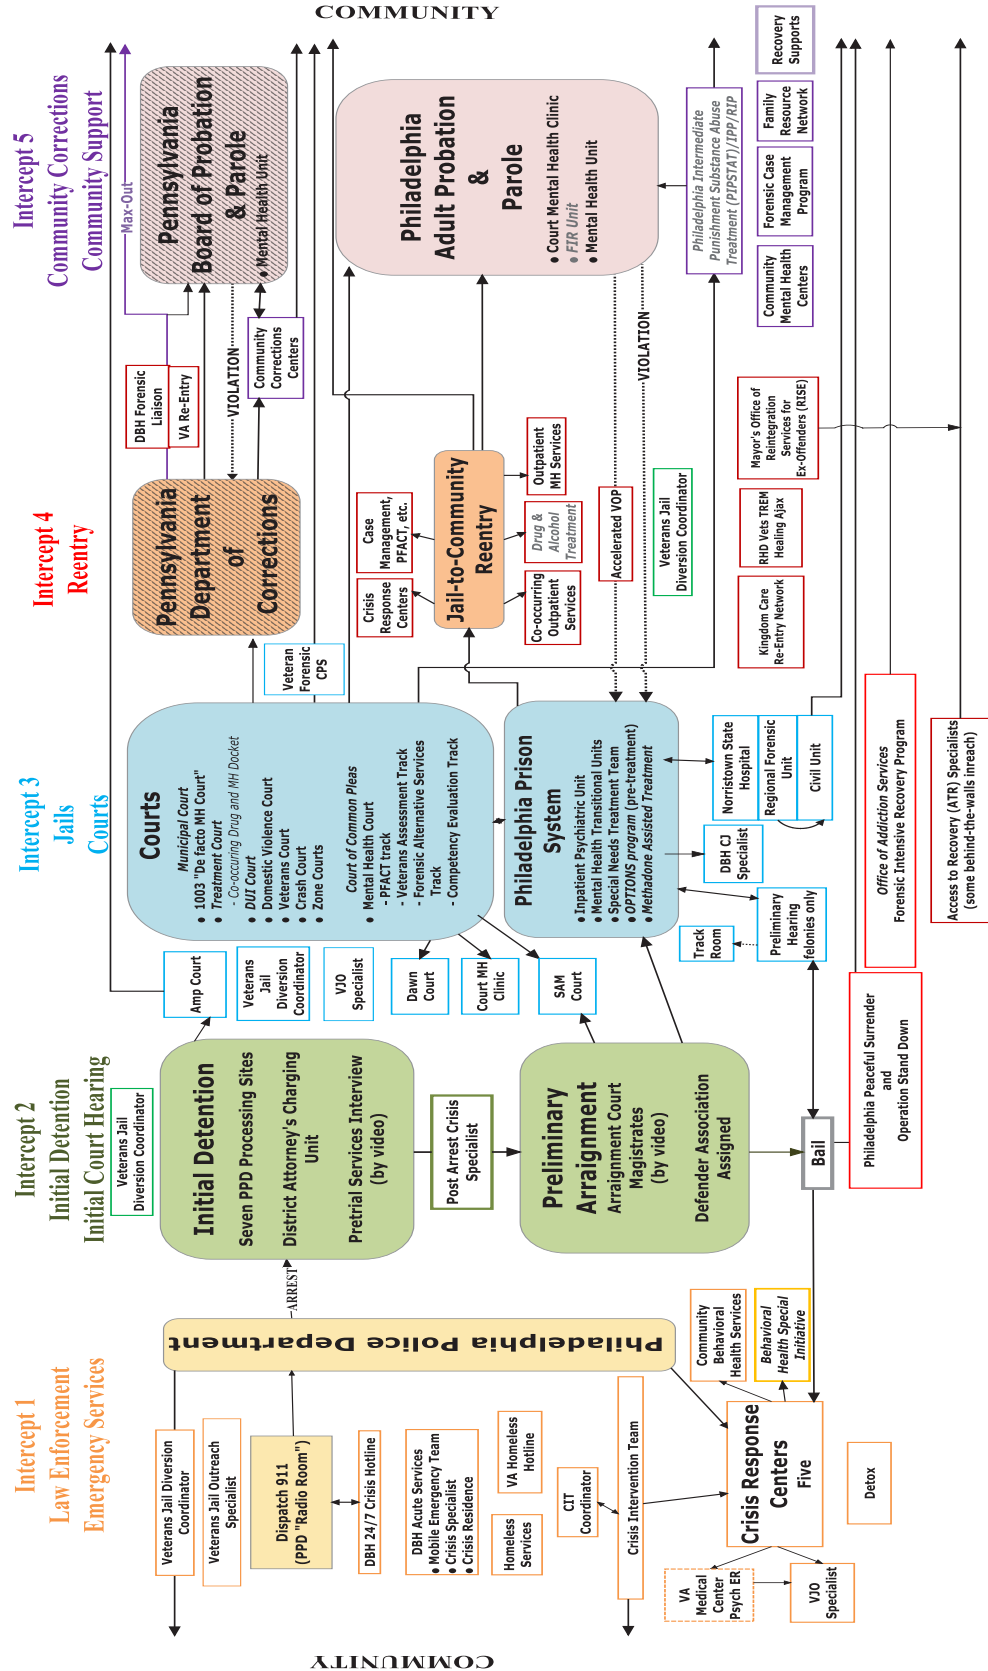 COMMUNITY
Intercept 1
Law Enforcement
Emergency Services
Veterans Jail Diversion
Coordinator
Veterans Jail Outreach
Specialist
Dispatch 911
(PPD "Radio Room")
DBH 24/7 Crisis Hotline
DBH Acute Services
● Mobile Emergency Team
● Crisis Specialist
● Crisis Residence
Homeless
Services
VA Homeless
Hotline
CIT
Coordinator
Crisis Intervention Team
VA
Medical
Center
Psych ER
VJO
Specialist
Crisis Response
Centers
Five
Detox
Community
Behavioral
Health Services
Behavioral
Health Special
Initiative
Philadelphia Police Department
ARREST
Intercept 2
Initial Detention
Initial Court Hearing
Veterans Jail
Diversion Coordinator
Initial Detention
Seven PPD Processing Sites
District Attorney's Charging
Unit
Pretrial Services Interview
(by video)
Post Arrest Crisis
Specialist
Preliminary
Arraignment
Arraignment Court
Magistrates
(by video)
Defender Association
Assigned
Bail
Philadelphia Peaceful Surrender
and
Operation Stand Down
Intercept 3
Jails
Courts
Amp Court
Veterans
Jail
Diversion
Coordinator
VJO
Specialist
Dawn
Court
Court MH
Clinic
SAM
Court
Courts
Municipal Court
● 1003 "De facto MH Court"
● Treatment Court
- Co-occuring Drug and MH Docket
● DUI Court
● Domestic Violence Court
● Veterans Court
● Crash Court
● Zone Courts
Court of Common Pleas
● Mental Health Court
- PFACT track
- Veterans Assessment Track
- Forensic Alternative Services
Track
- Competency Evaluation Track
Philadelphia Prison
System
● Inpatient Psychiatric Unit
● Mental Health Transitional Units
● Special Needs Treatment Team
● OPTIONS program (pre-treatment)
● Methadone Assisted Treatment
Track
Room
Preliminary
Hearing
felonies only
DBH CJ
Specialist
Norristown State
Hospital
Regional Forensic
Unit
Civil Unit
Veteran
Forensic
CPS
Office of Addiction Services
Forensic Intensive Recovery Program
Access to Recovery (ATR) Specialists
(some behind-the-walls inreach)
Intercept 4
Reentry
Pennsylvania
Department
of
Corrections
DBH Forensic
Liaison
VA Re-Entry
VIOLATION
Crisis
Response
Centers
Case
Management,
PFACT, etc.
Jail-to-Community
Reentry
Co-occurring
Outpatient
Services
Drug &
Alcohol
Treatment
Outpatient
MH Services
Accelerated VOP
VIOLATION
Veterans Jail
Diversion Coordinator
Kingdom Care
Re-Entry Network
RHD Vets TREM
Healing Ajax
Mayor's Office of
Reintegration
Services for
Ex-Offenders (RISE)
Intercept 5
Community Corrections
Community Support
Max-Out
Pennsylvania
Board of Probation
& Parole
● Mental Health Unit
Community
Corrections
Centers
Philadelphia
Adult Probation
&
Parole
● Court Mental Health Clinic
● FIR Unit
● Mental Health Unit
Philadelphia Intermediate
Punishment Substance Abuse
Treatment (PIPSTAT)/IPP/RIP
Community
Mental Health
Centers
Forensic Case
Management
Program
Family
Resource
Network
Recovery
Supports
COMMUNITY